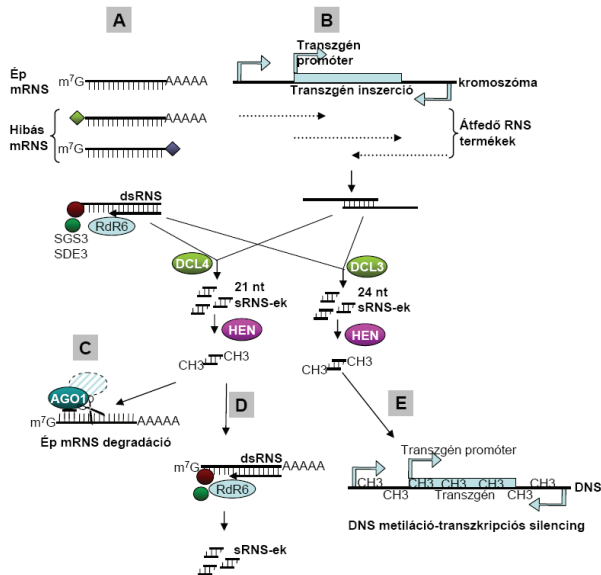 A
B
Transzgén
promóter
Ép
mRNS
m7G
AAAAA
kromoszóma
Transzgén inszerció
Hibás
mRNS
AAAAA
m7G
Átfedő RNS
termékek
dsRNS
RdR6
SGS3
SDE3
DCL4
DCL3
21 nt
sRNS-ek
24 nt
sRNS-ek
HEN
HEN
C
CH3
CH3
CH3
CH3
AGO1
D
E
m7G
AAAAA
Ép mRNS degradáció
Transzgén promóter
dsRNS
m7G
AAAAA
RdR6
CH3
CH3 CH3 CH3
CH3
DNS
CH3
Transzgén
CH3
DNS metiláció-transzkripciós silencing
sRNS-ek